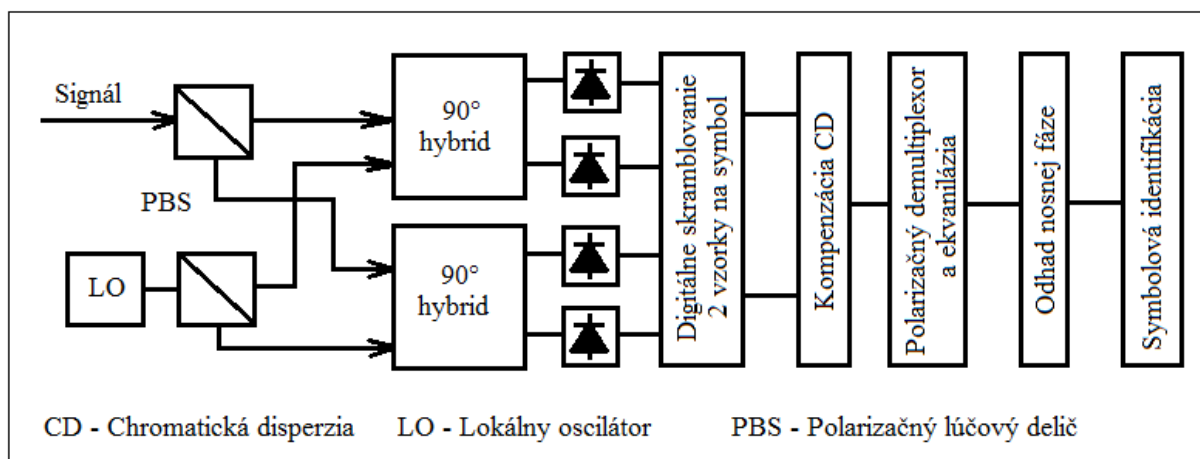 Signál
PBS
LO
90°
hybrid
90°
hybrid
Digitálne skramblovanie
2 vzorky na symbol
Kompenzácia CD
Polarizačný demultiplexor
a ekvanilázia
Odhad nosnej fáze
Symbolová identifikácia
CD - Chromatická disperzia
LO - Lokálny oscilátor
PBS - Polarizačný lúčový delič